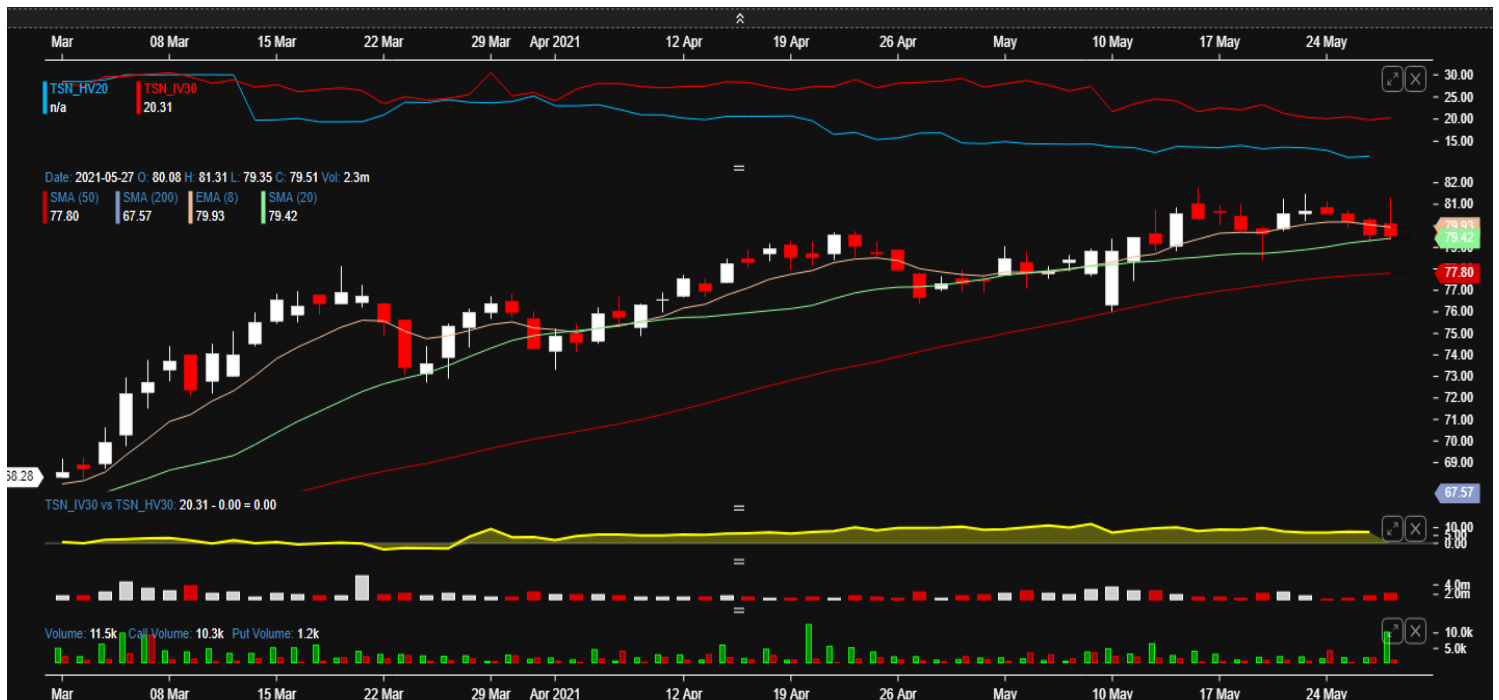 Mar 08 Mar 15 Mar 22 Mar 29 Mar Apr 2021 12 Apr 19 Apr 26 Apr May 10 May 17 May 24 May
TSN_HV20 TSN_IV30
n/a 20.31
30.00
25.00
20.00
15.00
Date: 2021-05-27 O: 80.08 H: 81.31 L: 79.35 C: 79.51 Vol: 2.3m
SMA (50) SMA (200) EMA (8) SMA (20)
77.80 67.57 79.93 79.42
82.00
81.00
79.93
79.42
79.00
77.80
77.00
76.00
75.00
74.00
73.00
72.00
71.00
70.00
69.00
68.28
67.57
TSN_IV30 vs TSN_HV30: 20.31 - 0.00 = 0.00
10.00
5.00
0.00
4.0m
2.0m
Volume: 11.5k Call Volume: 10.3k Put Volume: 1.2k
10.0k
5.0k
Mar 08 Mar 15 Mar 22 Mar 29 Mar Apr 2021 12 Apr 19 Apr 26 Apr May 10 May 17 May 24 May